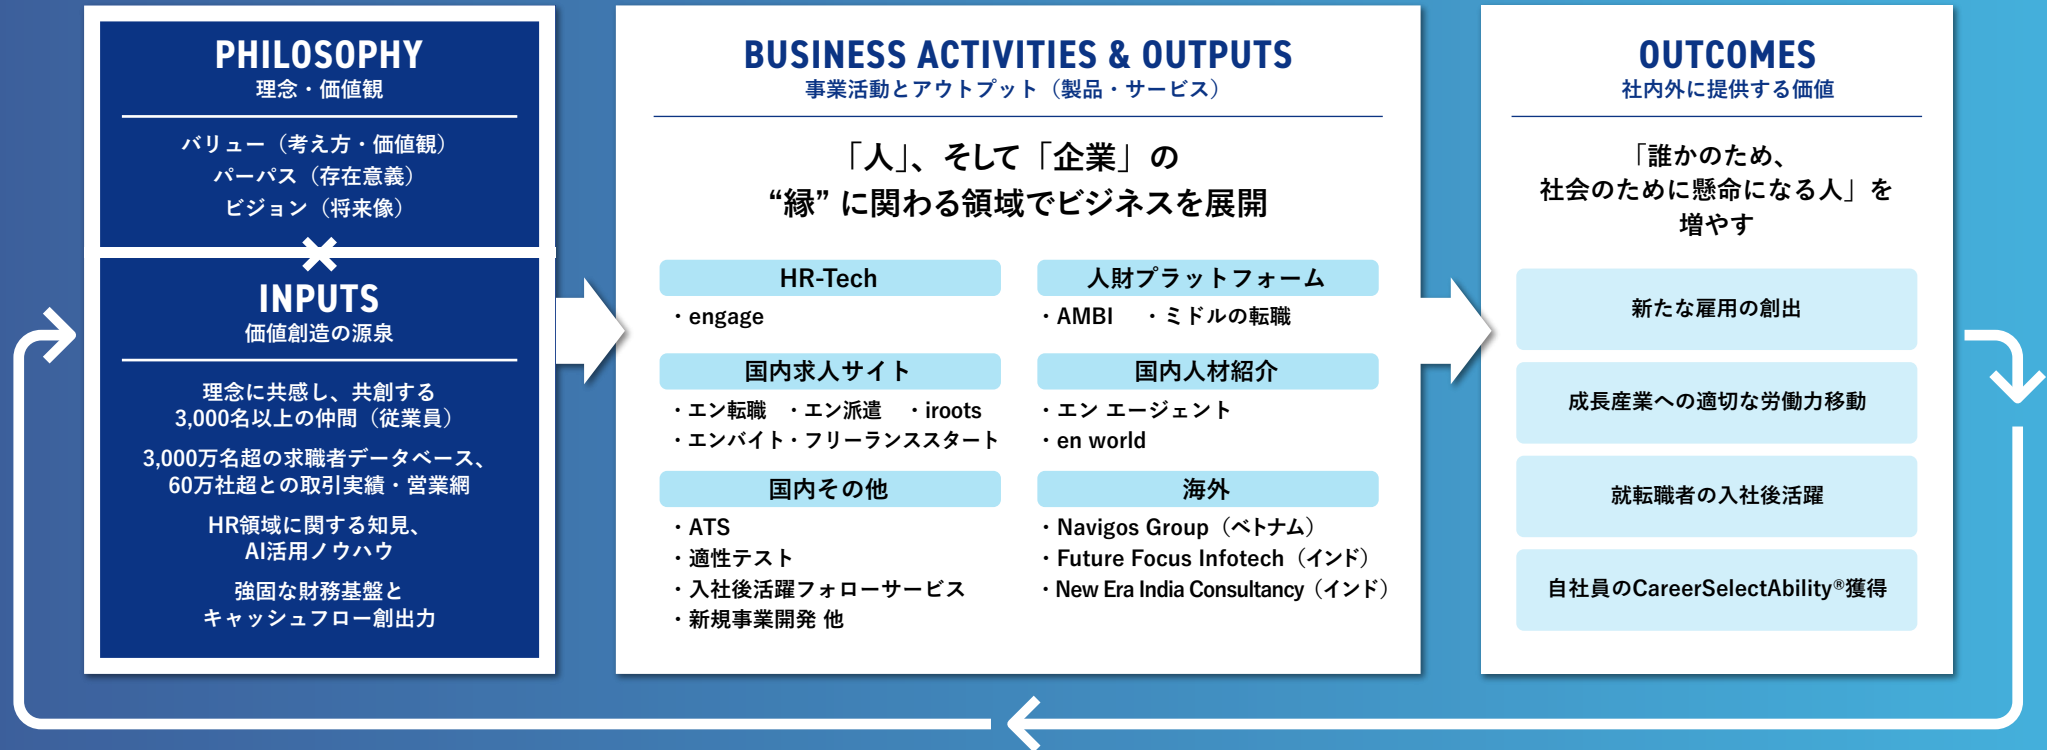 PHILOSOPHY
理念・価値観
バリュー（考え方・価値観）
パーパス（存在意義）
ビジョン（将来像）
×
INPUTS
価値創造の源泉
理念に共感し、共創する
3,000名以上の仲間（従業員）
3,000万名超の求職者データベース、
60万社超との取引実績・営業網
HR領域に関する知見、
AI活用ノウハウ
強固な財務基盤と
キャッシュフロー創出力
BUSINESS ACTIVITIES & OUTPUTS
事業活動とアウトプット（製品・サービス）
「人」、そして「企業」の
“縁” に関わる領域でビジネスを展開
HR-Tech
・engage
人財プラットフォーム
・AMBI ・ミドルの転職
国内求人サイト
・エン転職 ・エン派遣 ・iroots
・エンバイト・フリーランススタート
国内人材紹介
・エン エージェント
・en world
国内その他
・ATS
・適性テスト
・入社後活躍フォローサービス
・新規事業開発 他
海外
・Navigos Group（ベトナム）
・Future Focus Infotech（インド）
・New Era India Consultancy（インド）
OUTCOMES
社内外に提供する価値
「誰かのため、
社会のために懸命になる人」を
増やす
新たな雇用の創出
成長産業への適切な労働力移動
就転職者の入社後活躍
自社員のCareerSelectAbility®獲得